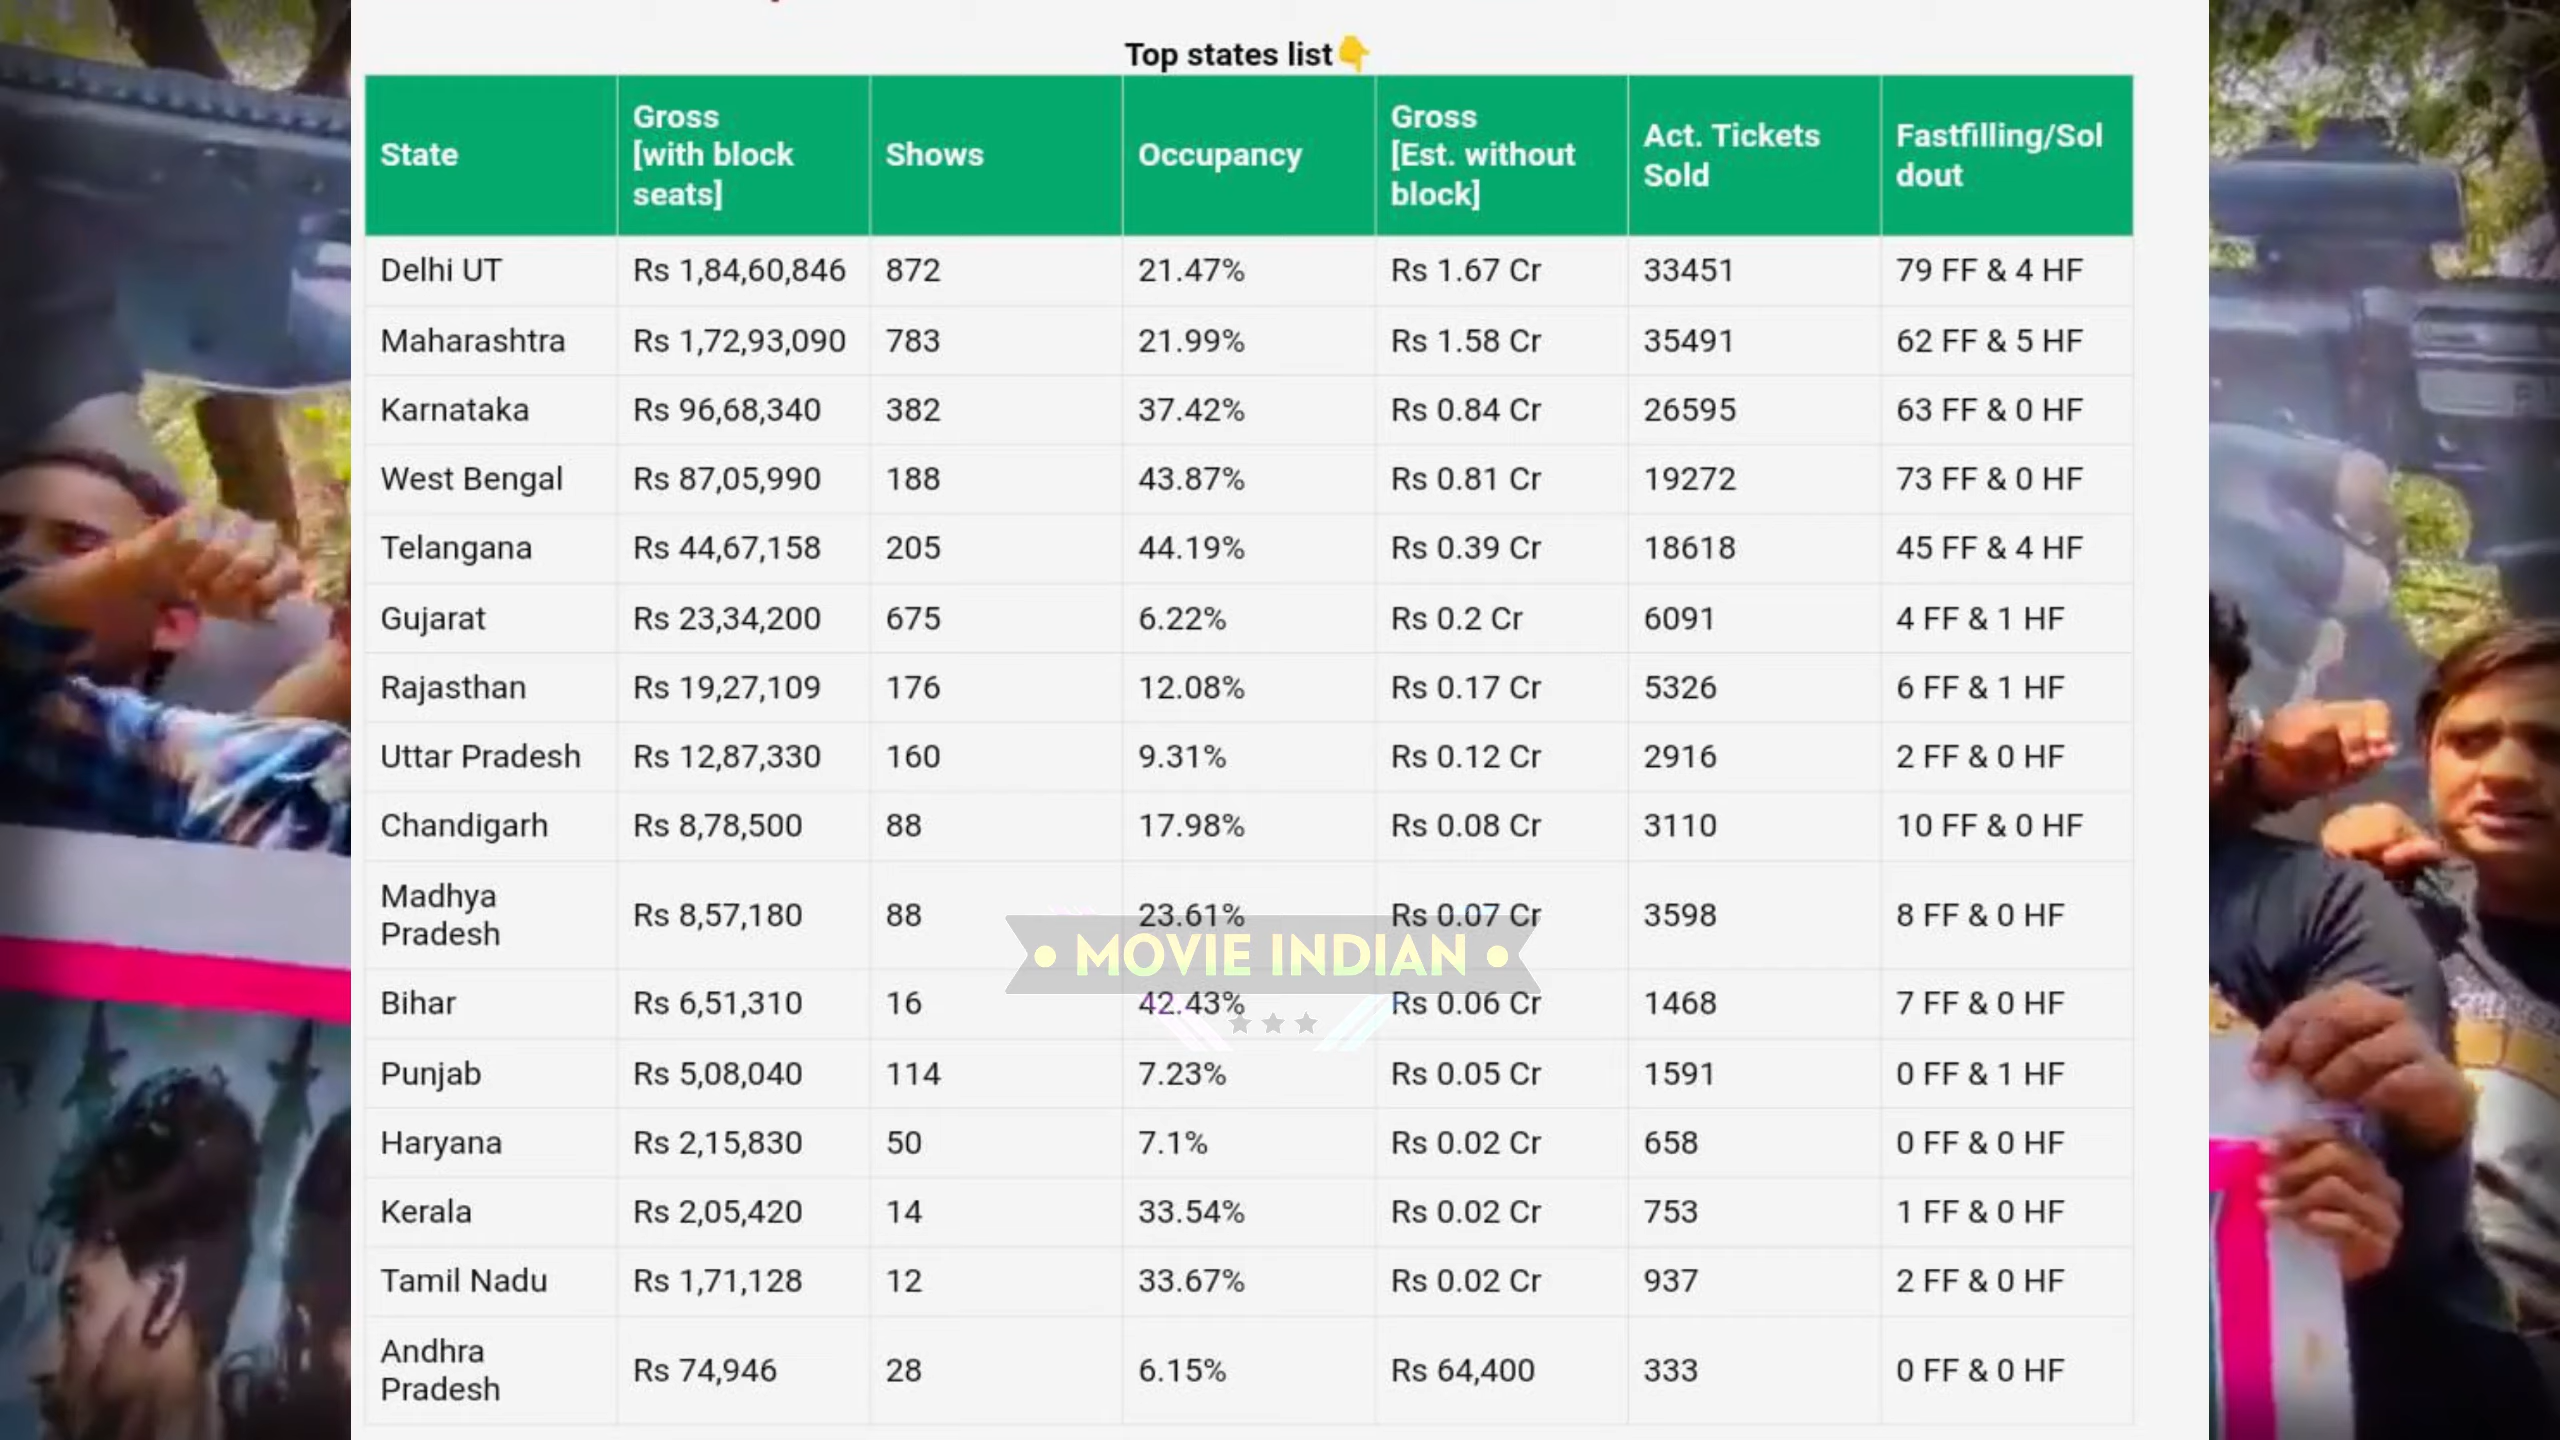 Top states list👇
State Gross [with block seats] Shows Occupancy Gross [Est. without block] Act. Tickets Sold Fastfilling/Soldout
Delhi UT Rs 1,84,60,846 872 21.47% Rs 1.67 Cr 33451 79 FF & 4 HF
Maharashtra Rs 1,72,93,090 783 21.99% Rs 1.58 Cr 35491 62 FF & 5 HF
Karnataka Rs 96,68,340 382 37.42% Rs 0.84 Cr 26595 63 FF & 0 HF
West Bengal Rs 87,05,990 188 43.87% Rs 0.81 Cr 19272 73 FF & 0 HF
Telangana Rs 44,67,158 205 44.19% Rs 0.39 Cr 18618 45 FF & 4 HF
Gujarat Rs 23,34,200 675 6.22% Rs 0.2 Cr 6091 4 FF & 1 HF
Rajasthan Rs 19,27,109 176 12.08% Rs 0.17 Cr 5326 6 FF & 1 HF
Uttar Pradesh Rs 12,87,330 160 9.31% Rs 0.12 Cr 2916 2 FF & 0 HF
Chandigarh Rs 8,78,500 88 17.98% Rs 0.08 Cr 3110 10 FF & 0 HF
Madhya Pradesh Rs 8,57,180 88 23.61% Rs 0.07 Cr 3598 8 FF & 0 HF
• MOVIE INDIAN •
Bihar Rs 6,51,310 16 42.43% Rs 0.06 Cr 1468 7 FF & 0 HF
Punjab Rs 5,08,040 114 7.23% Rs 0.05 Cr 1591 0 FF & 1 HF
Haryana Rs 2,15,830 50 7.1% Rs 0.02 Cr 658 0 FF & 0 HF
Kerala Rs 2,05,420 14 33.54% Rs 0.02 Cr 753 1 FF & 0 HF
Tamil Nadu Rs 1,71,128 12 33.67% Rs 0.02 Cr 937 2 FF & 0 HF
Andhra Pradesh Rs 74,946 28 6.15% Rs 64,400 333 0 FF & 0 HF